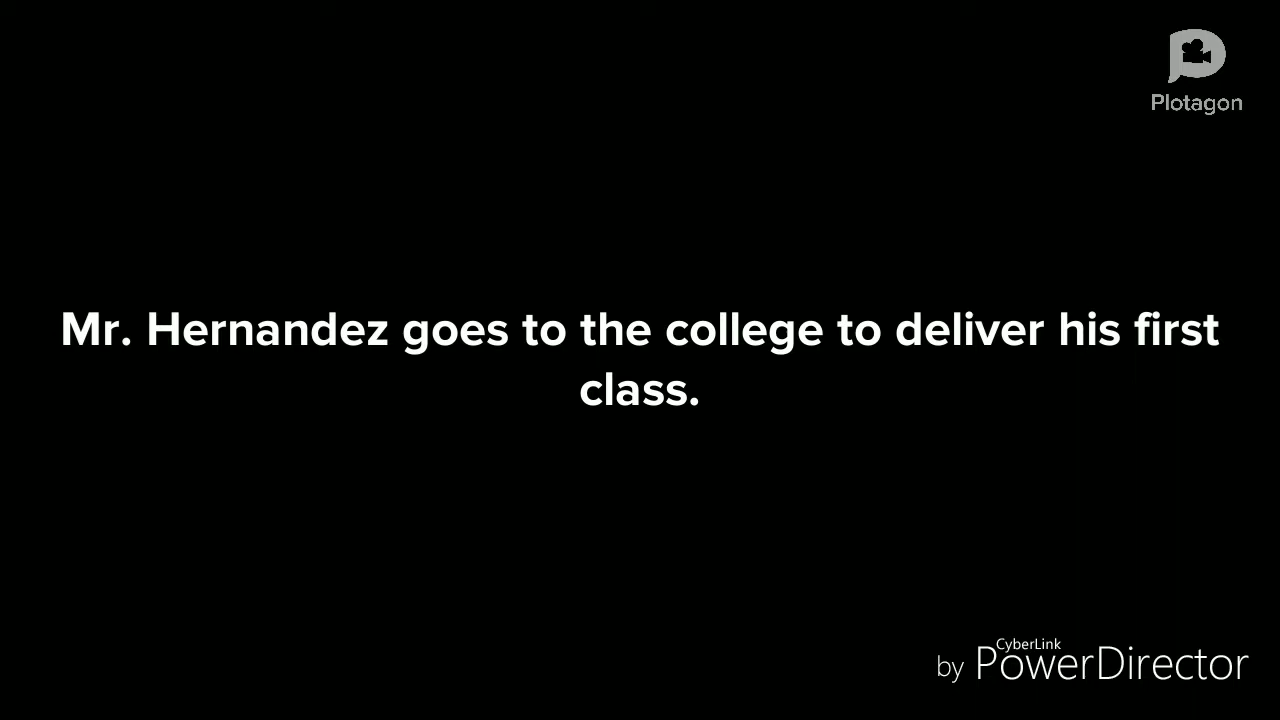 Plotagon
Mr. Hernandez goes to the college to deliver his first
class.
CyberLink
by PowerDirector